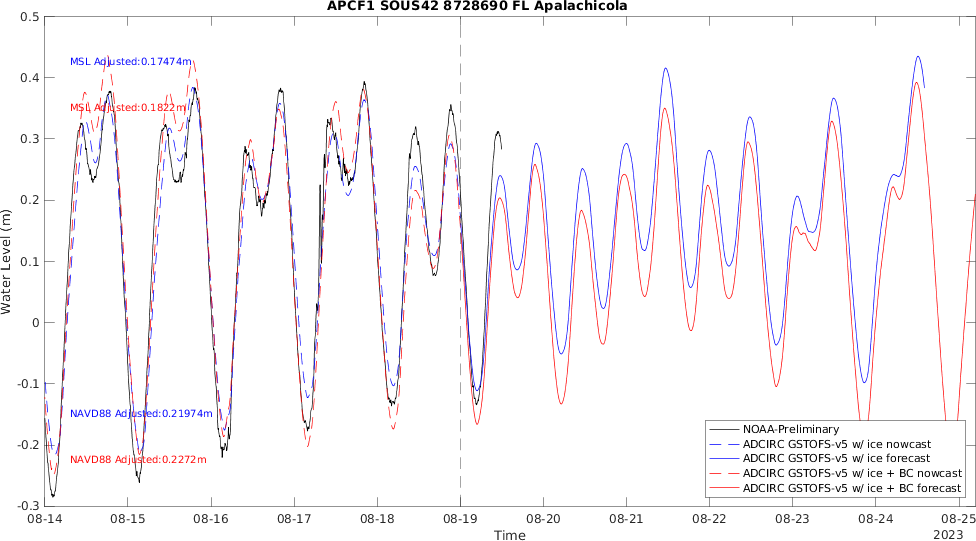 APCF1 SOUS42 8728690 FL Apalachicola
0.5
0.4
0.3
0.2
0.1
0
-0.1
-0.2
-0.3
Water Level (m)
MSL Adjusted:0.17474m
MSL Adjusted:0.1822m
NAVD88 Adjusted:0.21974m
NAVD88 Adjusted:0.2272m
NOAA-Preliminary
ADCIRC GSTOFS-v5 w/ ice nowcast
ADCIRC GSTOFS-v5 w/ ice forecast
ADCIRC GSTOFS-v5 w/ ice + BC nowcast
ADCIRC GSTOFS-v5 w/ ice + BC forecast
08-14 08-15 08-16 08-17 08-18 08-19 08-20 08-21 08-22 08-23 08-24 08-25
Time
2023